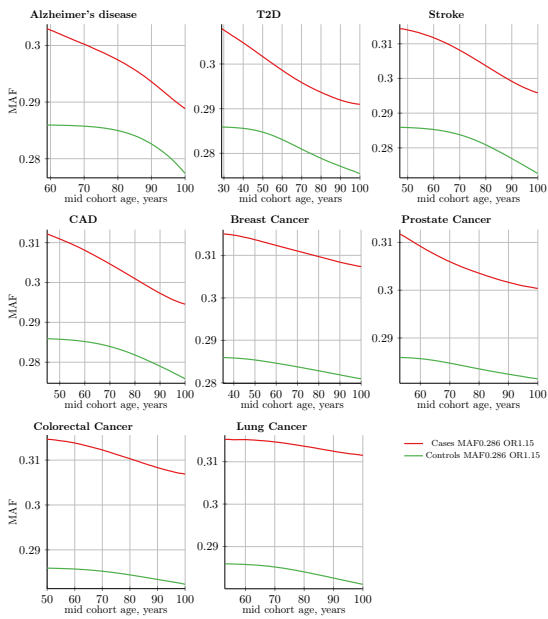 Alzheimer's disease
MAF
0.3
0.29
0.28
60 70 80 90 100
mid cohort age, years
T2D
0.3
0.29
0.28
30 40 50 60 70 80 90 100
mid cohort age, years
Stroke
0.31
0.3
0.29
0.28
50 60 70 80 90 100
mid cohort age, years
CAD
MAF
0.31
0.3
0.29
0.28
50 60 70 80 90 100
mid cohort age, years
Breast Cancer
0.31
0.3
0.29
0.28
40 50 60 70 80 90 100
mid cohort age, years
Prostate Cancer
0.31
0.3
0.29
60 70 80 90 100
mid cohort age, years
Colorectal Cancer
MAF
0.31
0.3
0.29
50 60 70 80 90 100
mid cohort age, years
Lung Cancer
0.31
0.3
0.29
60 70 80 90 100
mid cohort age, years
Cases MAF0.286 OR1.15
Controls MAF0.286 OR1.15